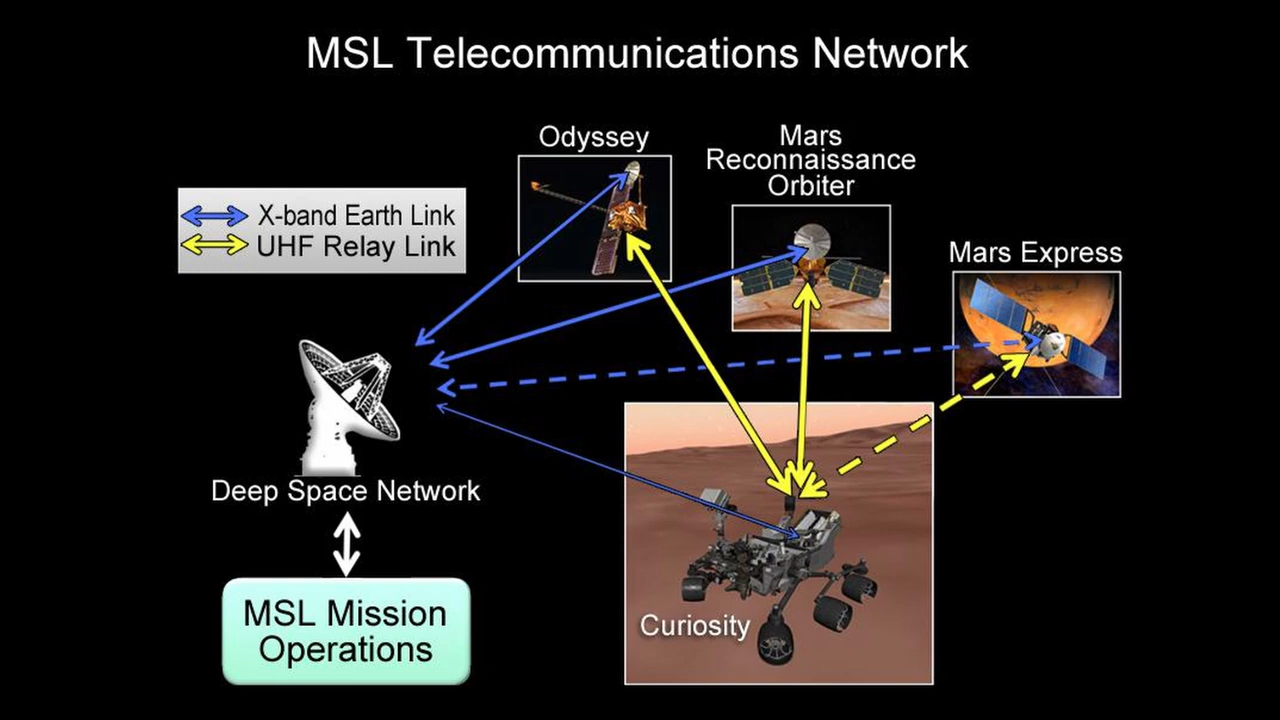 MSL Telecommunications Network
Odyssey
Mars
Reconnaissance
Orbiter
X-band Earth Link
UHF Relay Link
Mars Express
Deep Space Network
MSL Mission
Operations
Curiosity